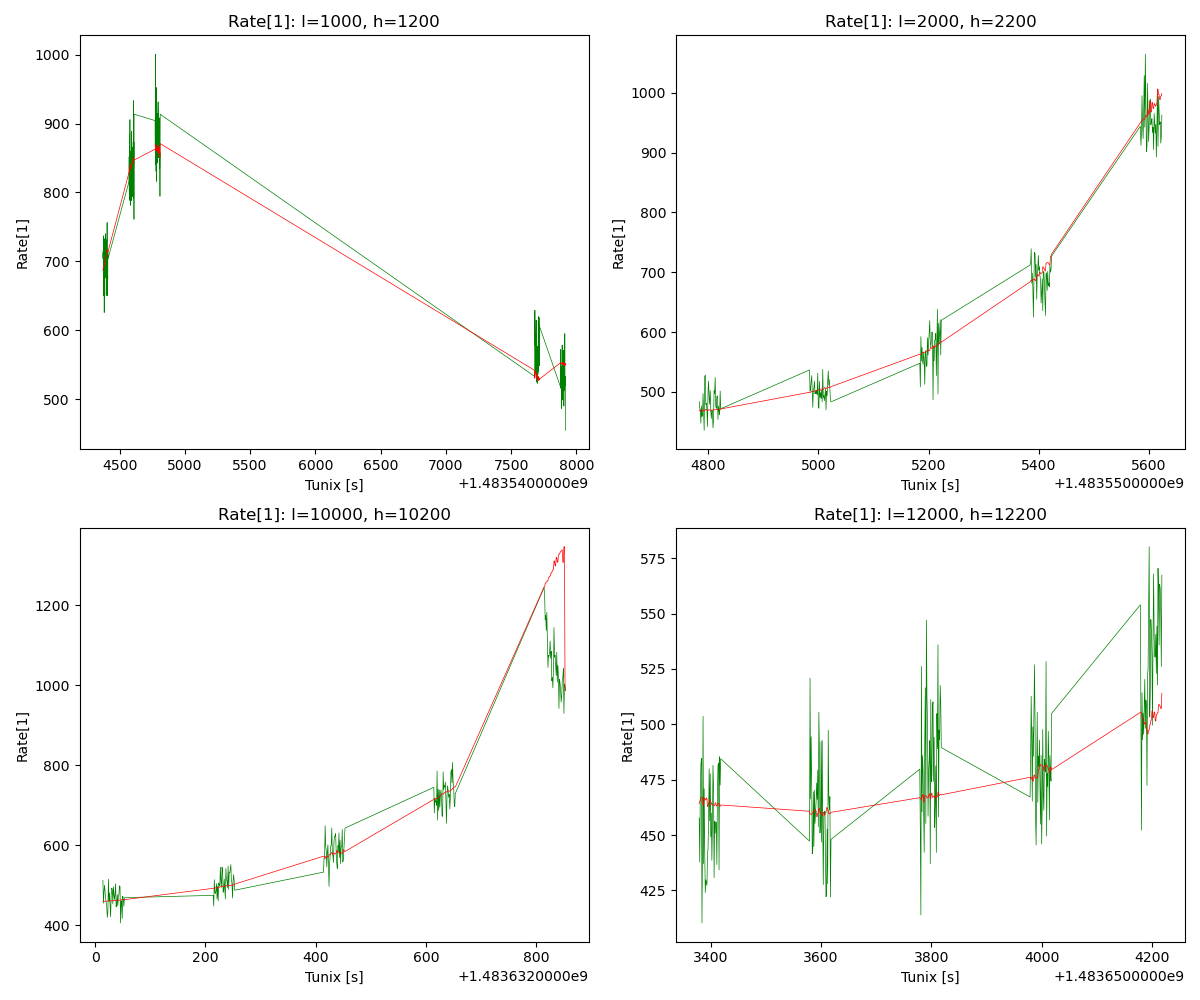 Rate[1]: l=1000, h=1200
Rate[1]
1000
900
800
700
600
500
4500 5000 5500 6000 6500 7000 7500 8000
Tunix [s]
+1.4835400000e9
Rate[1]: l=2000, h=2200
Rate[1]
1000
900
800
700
600
500
4800 5000 5200 5400 5600
Tunix [s]
+1.4835500000e9
Rate[1]: l=10000, h=10200
Rate[1]
1200
1000
800
600
400
0 200 400 600 800
Tunix [s]
+1.4836320000e9
Rate[1]: l=12000, h=12200
Rate[1]
575
550
525
500
475
450
425
3400 3600 3800 4000 4200
Tunix [s]
+1.4836500000e9